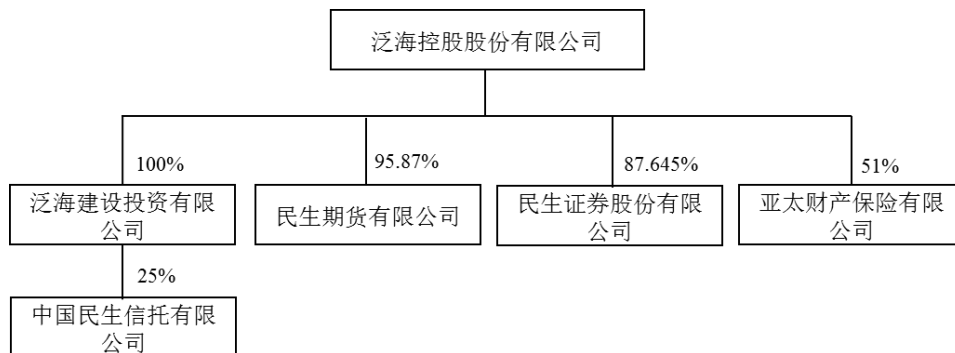 泛海控股股份有限公司
100%
95.87%
87.645%
51%
泛海建设投资有限
公司
民生期货有限公司
民生证券股份有限
公司
亚太财产保险有限
公司
25%
中国民生信托有限
公司